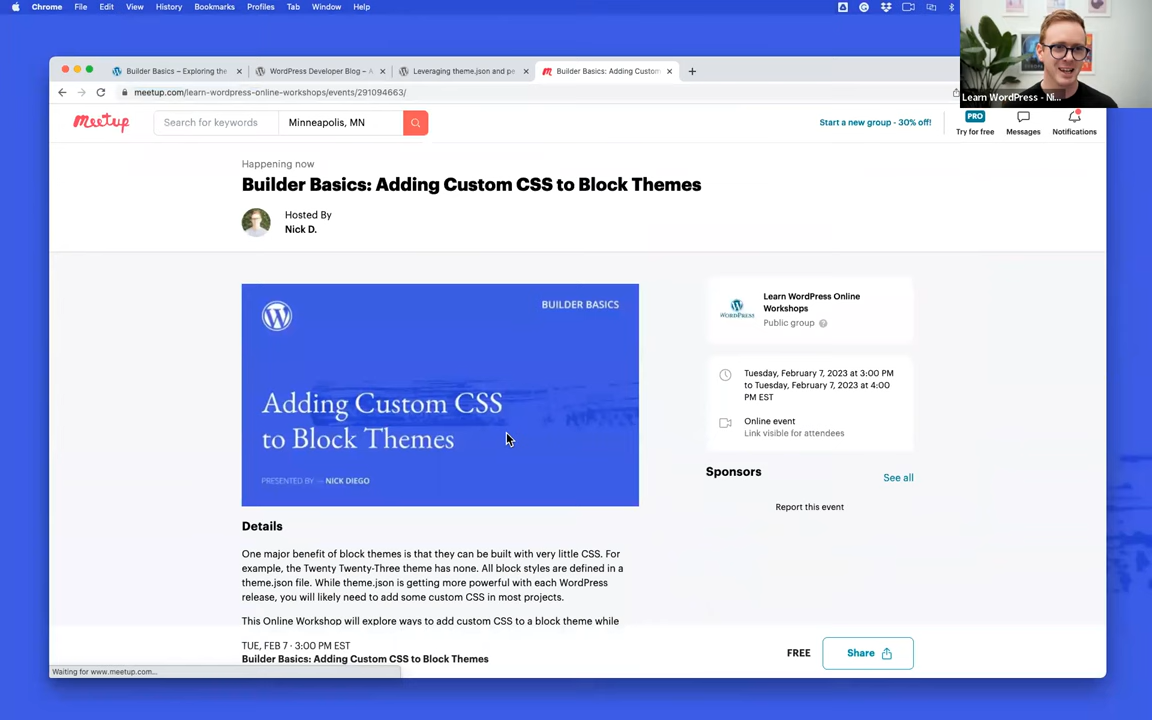 Chrome File Edit View History Bookmarks Profiles Tab Window Help
Learn WordPress - Ni...
Builder Basics – Exploring the
WordPress Developer Blog – A
Leveraging theme.json and pe
Builder Basics: Adding Custom
meetup.com/learn-wordpress-online-workshops/events/291094663/
meetup
Search for keywords
Minneapolis, MN
Start a new group - 30% off!
PRO
Try for free
Messages
Notifications
Happening now
Builder Basics: Adding Custom CSS to Block Themes
Hosted By
Nick D.
BUILDER BASICS
Adding Custom CSS
to Block Themes
PRESENTED BY — NICK DIEGO
WORDPRESS
Learn WordPress Online
Workshops
Public group
Tuesday, February 7, 2023 at 3:00 PM
to Tuesday, February 7, 2023 at 4:00
PM EST
Online event
Link visible for attendees
Sponsors
See all
Report this event
Details
One major benefit of block themes is that they can be built with very little CSS. For
example, the Twenty Twenty-Three theme has none. All block styles are defined in a
theme.json file. While theme.json is getting more powerful with each WordPress
release, you will likely need to add some custom CSS in most projects.
This Online Workshop will explore ways to add custom CSS to a block theme while
TUE, FEB 7 · 3:00 PM EST
Builder Basics: Adding Custom CSS to Block Themes
FREE
Share
Waiting for www.meetup.com...